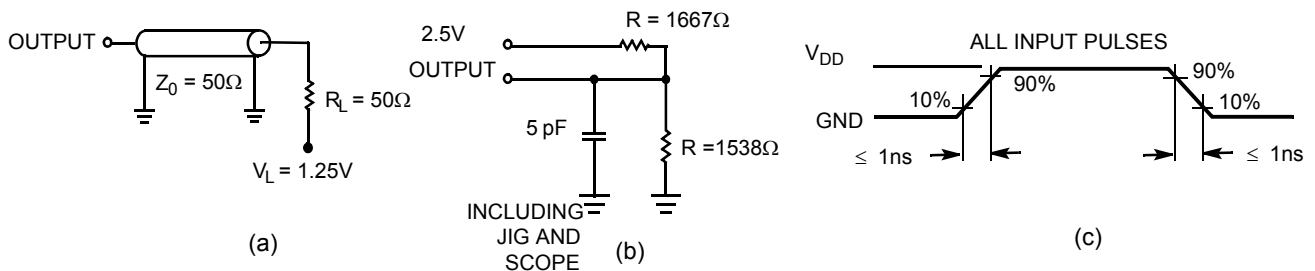 OUTPUT
Z0 = 50Ω
RL = 50Ω
VL = 1.25V
(a)
R = 1667Ω
2.5V
OUTPUT
5 pF
R =1538Ω
INCLUDING
JIG AND
SCOPE
(b)
ALL INPUT PULSES
VDD
GND
10%
90%
90%
10%
≤ 1ns
≤ 1ns
(c)